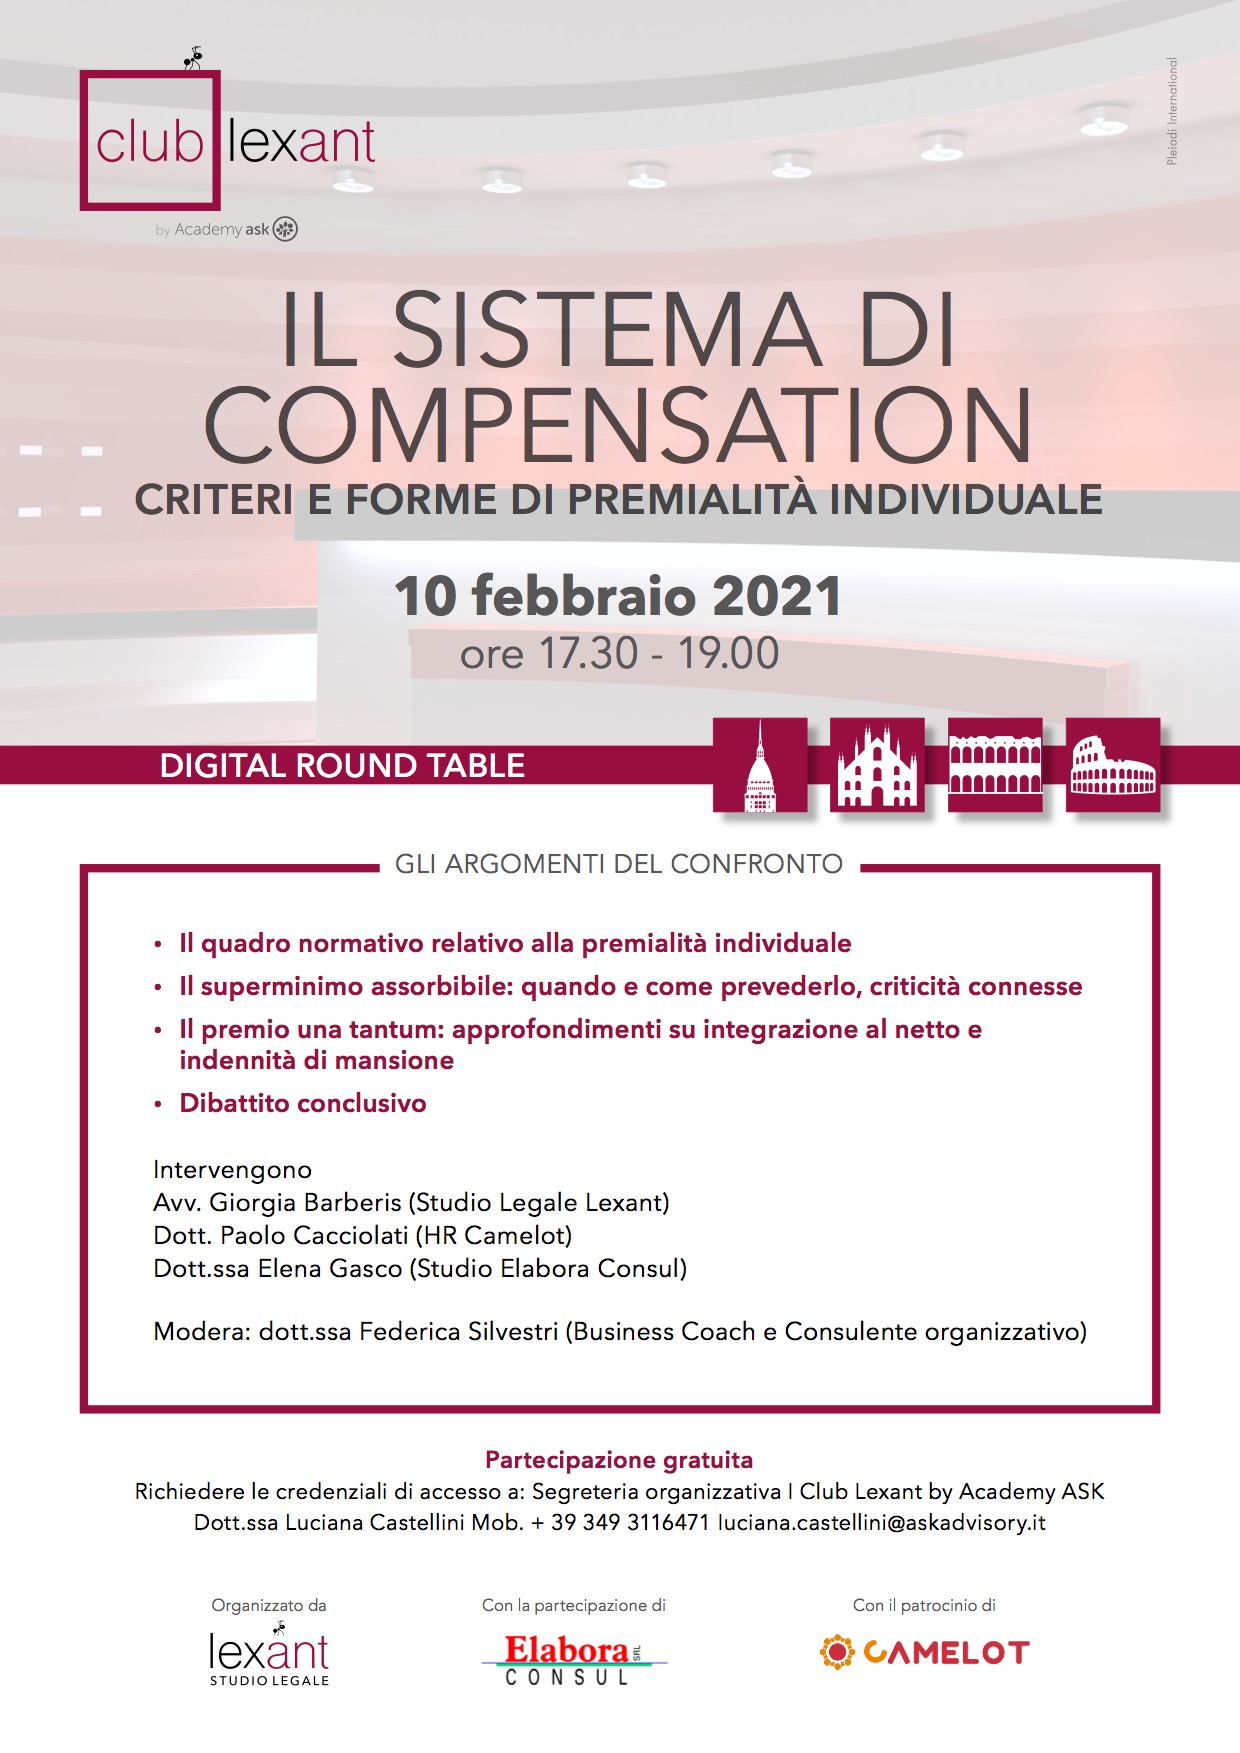 club lexant
by Academy ask
Pleiadi International
IL SISTEMA DI
COMPENSATION
CRITERI E FORME DI PREMIALITÀ INDIVIDUALE
10 febbraio 2021
ore 17.30 - 19.00
DIGITAL ROUND TABLE
GLI ARGOMENTI DEL CONFRONTO
• Il quadro normativo relativo alla premialità individuale
• Il superminimo assorbibile: quando e come prevederlo, criticità connesse
• Il premio una tantum: approfondimenti su integrazione al netto e
indennità di mansione
• Dibattito conclusivo
Intervengono
Avv. Giorgia Barberis (Studio Legale Lexant)
Dott. Paolo Cacciolati (HR Camelot)
Dott.ssa Elena Gasco (Studio Elabora Consul)
Modera: dott.ssa Federica Silvestri (Business Coach e Consulente organizzativo)
Partecipazione gratuita
Richiedere le credenziali di accesso a: Segreteria organizzativa I Club Lexant by Academy ASK
Dott.ssa Luciana Castellini Mob. + 39 349 3116471 luciana.castellini@askadvisory.it
Organizzato da
lexant
STUDIO LEGALE
Con la partecipazione di
Elabora SRL
CONSUL
Con il patrocinio di
CAMELOT